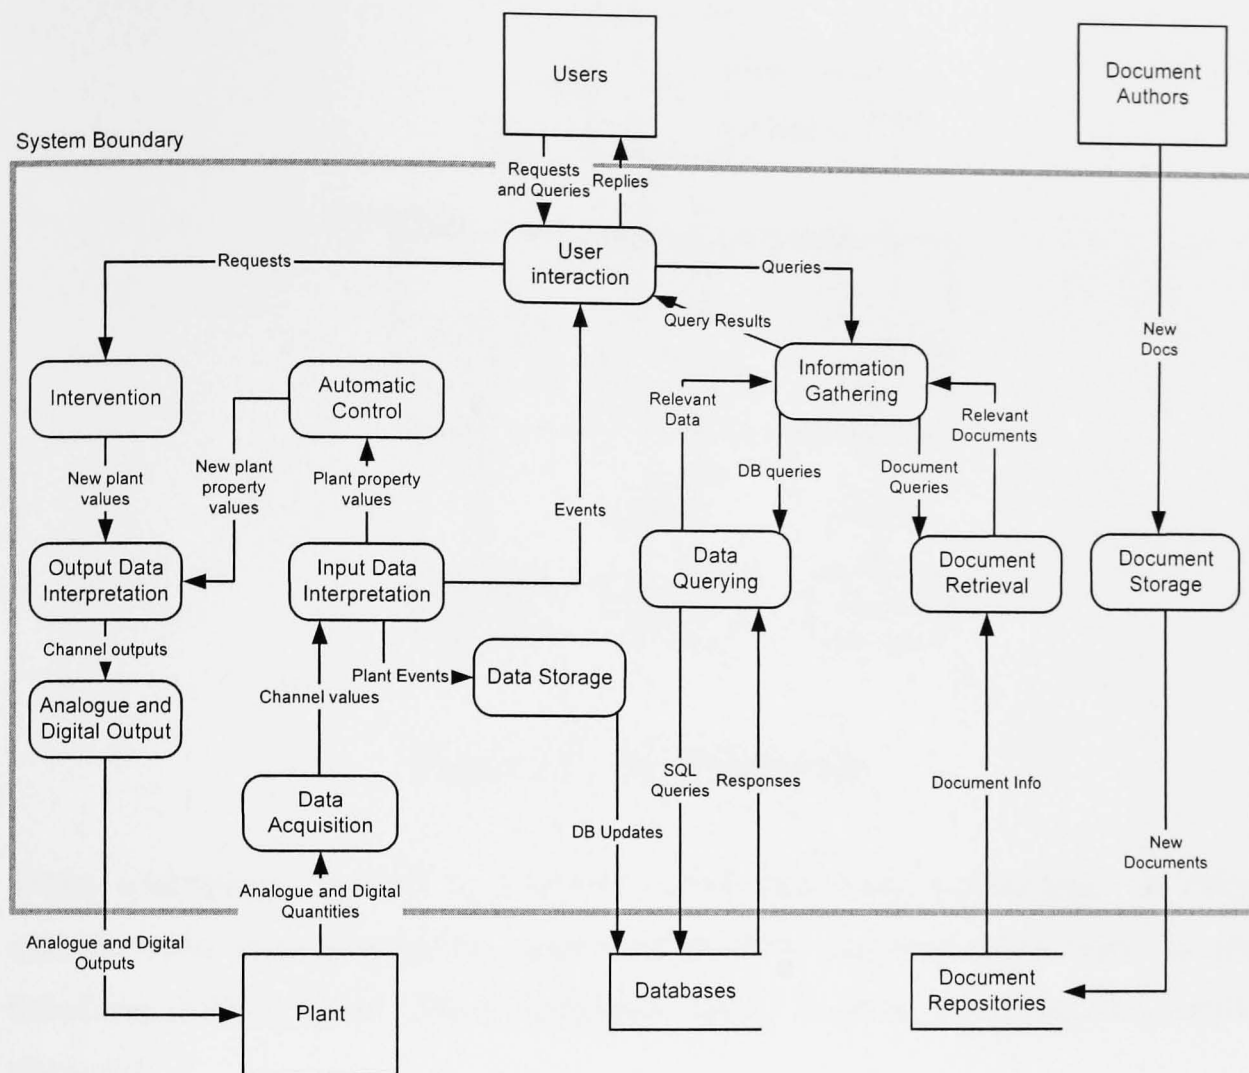 Users
Document
Authors
System Boundary
Requests
and Queries
Replies
User
interaction
Requests
Queries
Query Results
New
Docs
Intervention
Automatic
Control
Information
Gathering
Relevant
Data
Relevant
Documents
New plant
values
New plant
property
values
Plant property
values
DB queries
Document
Queries
Events
Output Data
Interpretation
Input Data
Interpretation
Data
Querying
Document
Retrieval
Document
Storage
Channel outputs
Plant Events
Data Storage
Channel values
Analogue and
Digital Output
SQL
Queries
Responses
Document Info
Data
Acquisition
DB Updates
New
Documents
Analogue and Digital
Quantities
Analogue and Digital
Outputs
Plant
Databases
Document
Repositories